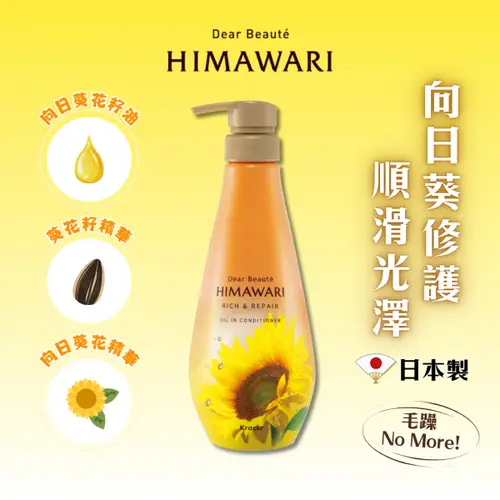 Dear Beauté
HIMAWARI
向日葵花籽油
葵花籽精華
向日葵花精華
向日葵修護
順滑光澤
日本製
毛躁
No More!
Dear Beauté
HIMAWARI
RICH & REPAIR
OIL IN CONDITIONER
Kracie